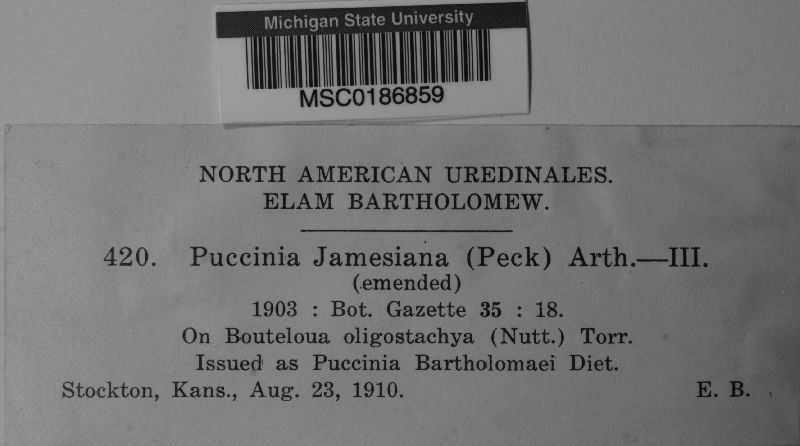 Michigan State University
MSC0186859
NORTH AMERICAN UREDINALES.
ELAM BARTHOLOMEW.
420. Puccinia Jamesiana (Peck) Arth.—III.
(emended)
1903 : Bot. Gazette 35 : 18.
On Bouteloua oligostachya (Nutt.) Torr.
Issued as Puccinia Bartholomaei Diet.
Stockton, Kans., Aug. 23, 1910. E. B.